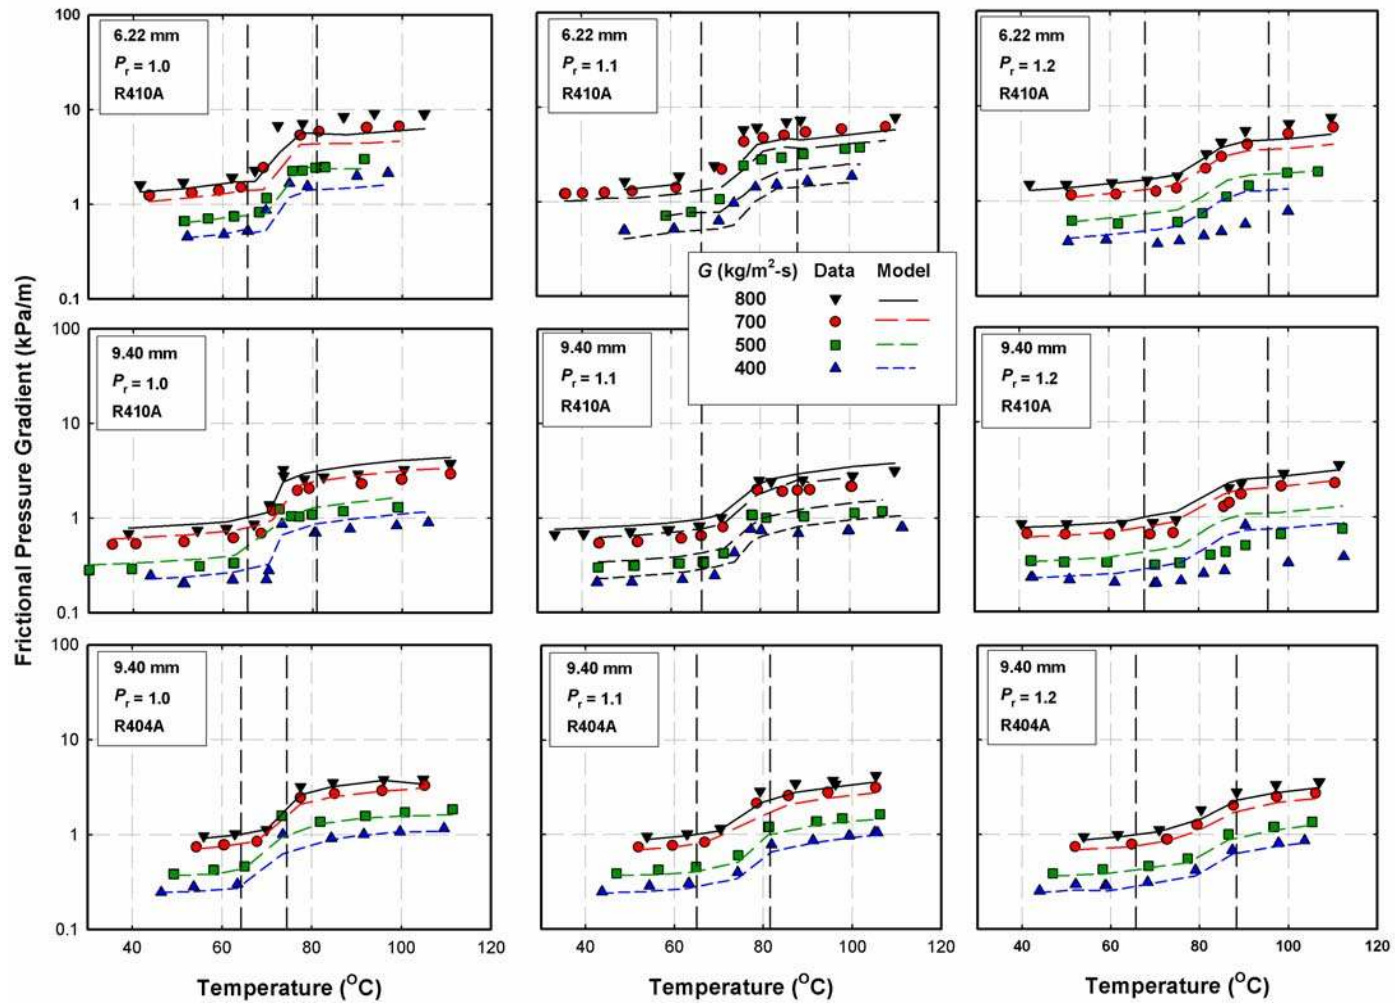 100
10
1
0.1
6.22 mm
Pr = 1.0
R410A
6.22 mm
Pr = 1.1
R410A
6.22 mm
Pr = 1.2
R410A
G (kg/m²-s) Data Model
800
700
500
400
Frictional Pressure Gradient (kPa/m)
100
10
1
0.1
9.40 mm
Pr = 1.0
R410A
9.40 mm
Pr = 1.1
R410A
9.40 mm
Pr = 1.2
R410A
100
10
1
0.1
9.40 mm
Pr = 1.0
R404A
9.40 mm
Pr = 1.1
R404A
9.40 mm
Pr = 1.2
R404A
40 60 80 100
40 60 80 100 120
40 60 80 100 120
Temperature (°C)
Temperature (°C)
Temperature (°C)